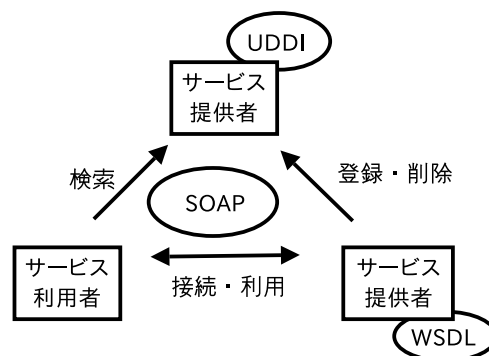 UDDI
サービス
提供者
検索
登録・削除
SOAP
サービス
利用者
接続・利用
サービス
提供者
WSDL